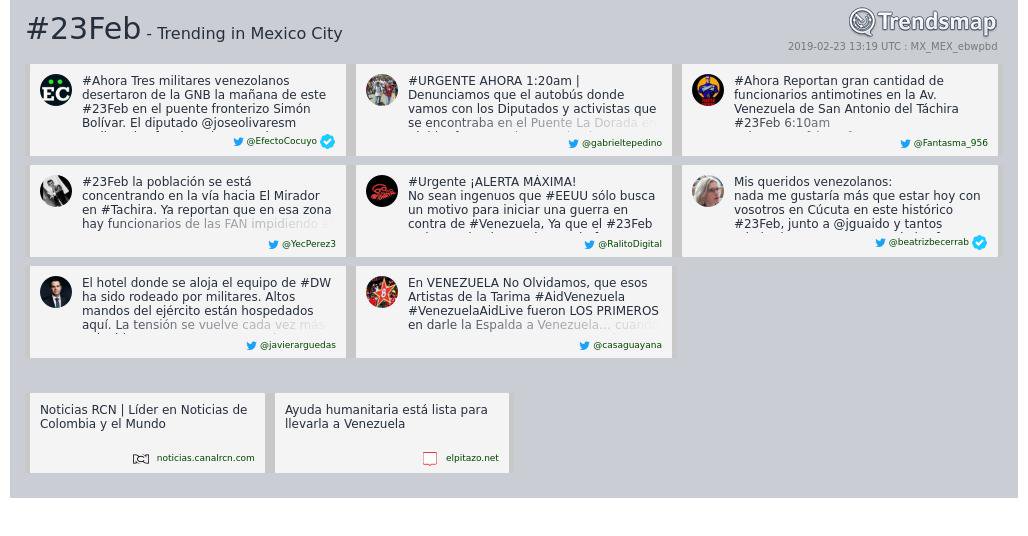 #23Feb - Trending in Mexico City
Trendsmap
2019-02-23 13:19 UTC : MX_MEX_ebwpbd
#Ahora Tres militares venezolanos
desertaron de la GNB la mañana de este
#23Feb en el puente fronterizo Simón
Bolívar. El diputado @joseolivaresm
@EfectoCocuyo
#URGENTE AHORA 1:20am |
Denunciamos que el autobús donde
vamos con los Diputados y activistas que
se encontraba en el Puente La Dorada en
@gabrieltepedino
#Ahora Reportan gran cantidad de
funcionarios antimotines en la Av.
Venezuela de San Antonio del Táchira
#23Feb 6:10am
@Fantasma_956
#23Feb la población se está
concentrando en la vía hacia El Mirador
en #Tachira. Ya reportan que en esa zona
hay funcionarios de las FAN impidiendo e
@YecPerez3
#Urgente ¡ALERTA MÁXIMA!
No sean ingenuos que #EEUU sólo busca
un motivo para iniciar una guerra en
contra de #Venezuela, Ya que el #23Feb
@RalitoDigital
Mis queridos venezolanos:
nada me gustaría más que estar hoy con
vosotros en Cúcuta en este histórico
#23Feb, junto a @jguaido y tantos
@beatrizbecerrab
El hotel donde se aloja el equipo de #DW
ha sido rodeado por militares. Altos
mandos del ejército están hospedados
aquí. La tensión se vuelve cada vez más
@javierarguedas
En VENEZUELA No Olvidamos, que esos
Artistas de la Tarima #AidVenezuela
#VenezuelaAidLive fueron LOS PRIMEROS
en darle la Espalda a Venezuela... cuando
@casaguayana
Noticias RCN | Líder en Noticias de
Colombia y el Mundo
noticias.canalrcn.com
Ayuda humanitaria está lista para
llevarla a Venezuela
elpitazo.net